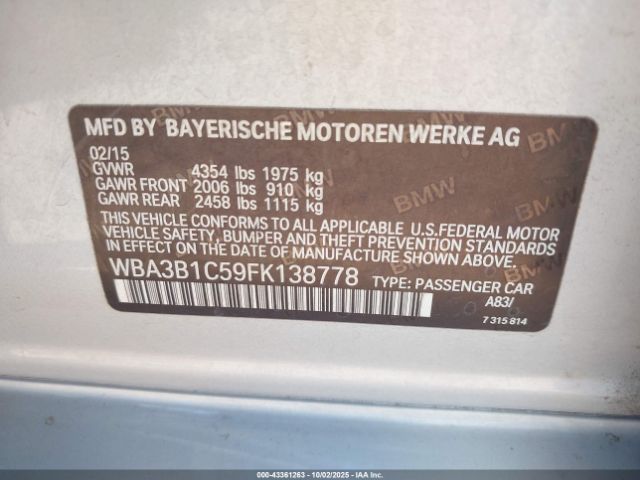 MFD BY BAYERISCHE MOTOREN WERKE AG
02/15
GVWR 4354 lbs 1975 kg
GAWR FRONT 2006 lbs 910 kg
GAWR REAR 2458 lbs 1115 kg
THIS VEHICLE CONFORMS TO ALL APPLICABLE U.S.FEDERAL MOTOR
VEHICLE SAFETY, BUMPER AND THEFT PREVENTION STANDARDS
IN EFFECT ON THE DATE OF MANUFACTURE SHOWN ABOVE.
WBA3B1C59FK138778 TYPE: PASSENGER CAR
A83/
7 315 814
000-43361263 - 10/02/2025 - IAAI.COM